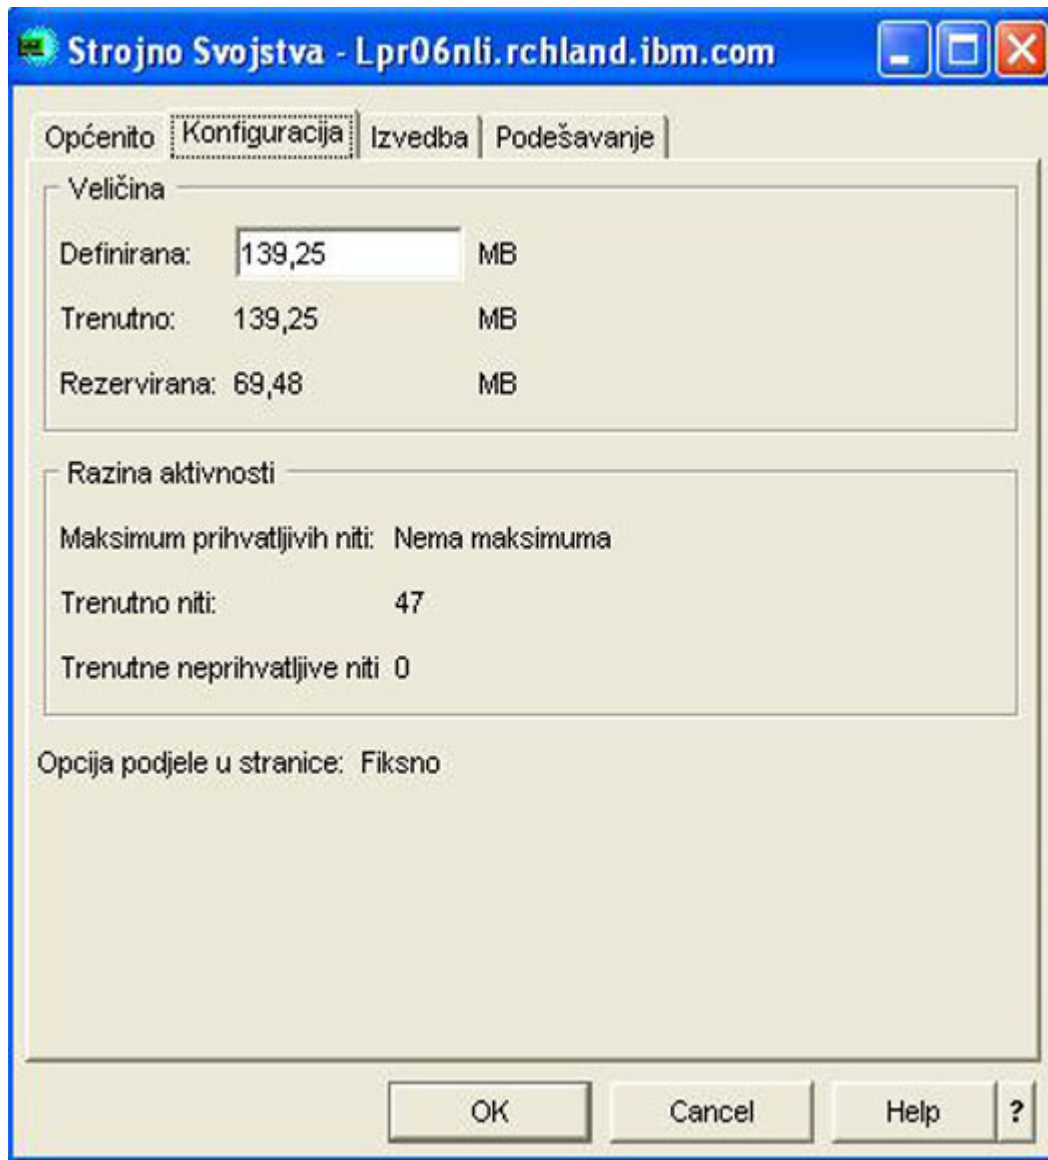 Strojno Svojstva - Lpr06nli.rchland.ibm.com
Općenito Konfiguracija Izvedba Podešavanje
Veličina
Definirana: 139,25 MB
Trenutno: 139,25 MB
Rezervirana: 69,48 MB
Razina aktivnosti
Maksimum prihvatljivih niti: Nema maksimuma
Trenutno niti: 47
Trenutne neprihvatljive niti 0
Opcija podjele u stranice: Fiksno
OK Cancel Help ?